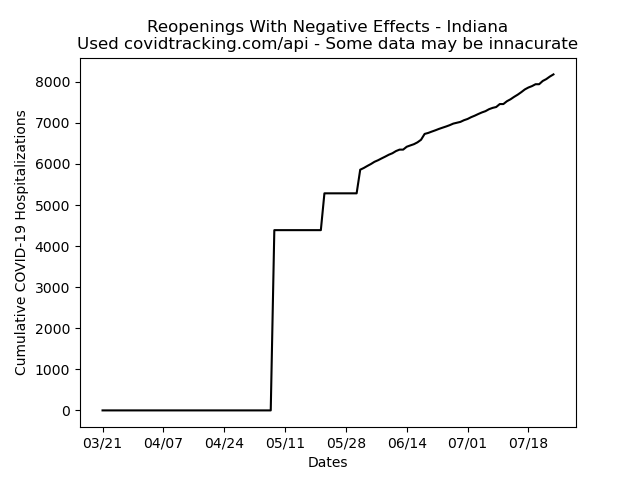 Reopenings With Negative Effects - Indiana
Used covidtracking.com/api - Some data may be innacurate
Cumulative COVID-19 Hospitalizations
8000
7000
6000
5000
4000
3000
2000
1000
0
03/21 04/07 04/24 05/11 05/28 06/14 07/01 07/18
Dates